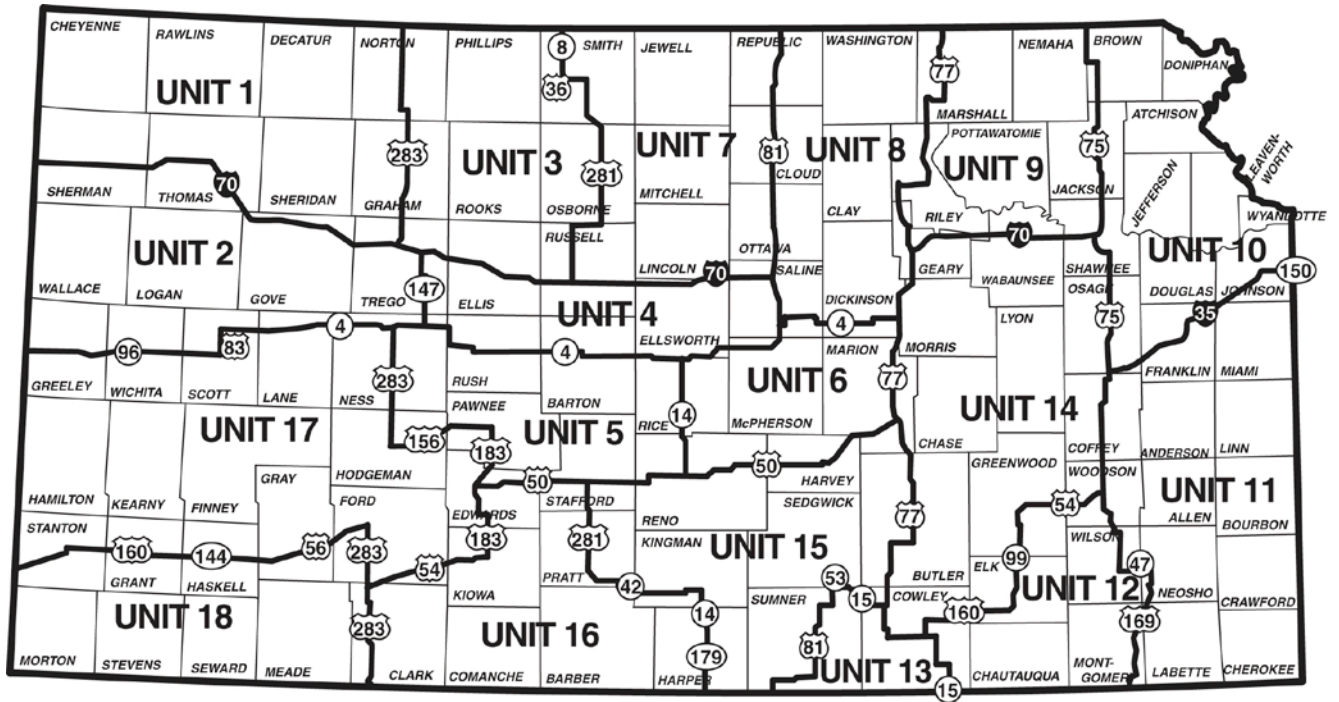 CHEYENNE
RAWLINS
DECATUR
NORTON
PHILLIPS
8
SMITH
JEWELL
REPUBLIC
WASHINGTON
77
NEMAHA
BROWN
DONIPHAN
UNIT 1
36
MARSHALL
ATCHISON
283
UNIT 3
281
UNIT 7
81
UNIT 8
POTTAWATOMIE
UNIT 9
75
LEAVEN-
WORTH
SHERMAN
70
THOMAS
SHERIDAN
GRAHAM
ROOKS
OSBORNE
MITCHELL
CLOUD
CLAY
RILEY
JACKSON
JEFFERSON
WYANDOTTE
UNIT 2
RUSSELL
LINCOLN
70
OTTAWA
SALINE
GEARY
70
WABAUNSEE
SHAWNEE
OSAGE
UNIT 10
150
WALLACE
LOGAN
GOVE
TREGO
147
ELLIS
UNIT 4
DICKINSON
DOUGLAS
JOHNSON
35
96
83
4
4
ELLSWORTH
4
MARION
MORRIS
LYON
75
GREELEY
WICHITA
SCOTT
LANE
NESS
283
RUSH
PAWNEE
BARTON
RICE
14
UNIT 6
McPHERSON
77
CHASE
UNIT 14
FRANKLIN
MIAMI
UNIT 17
156
183
UNIT 5
COFFEY
ANDERSON
LINN
HAMILTON
KEARNY
FINNEY
GRAY
HODGEMAN
FORD
EDWARDS
50
STAFFORD
RENO
50
HARVEY
SEDGWICK
GREENWOOD
WOODSON
54
UNIT 11
ALLEN
BOURBON
STANTON
160
144
56
283
54
183
281
KINGMAN
UNIT 15
77
WILSON
GRANT
HASKELL
KIOWA
PRATT
42
53
15
SUMNER
BUTLER
COWLEY
ELK
99
UNIT 12
47
NEOSHO
CRAWFORD
UNIT 18
283
UNIT 16
14
160
169
MORTON
STEVENS
SEWARD
MEADE
CLARK
COMANCHE
BARBER
HARPER
179
81
UNIT 13
15
CHAUTAUQUA
MONT-
GOMERY
LABETTE
CHEROKEE